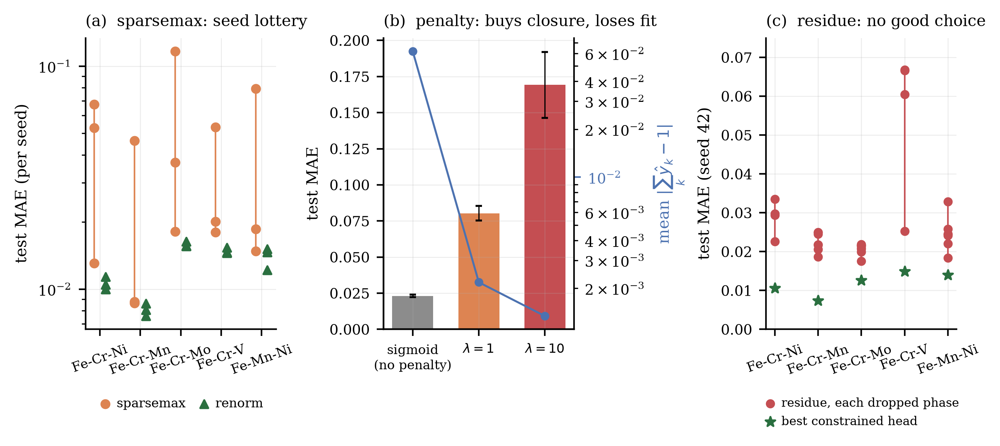 (a) sparsemax: seed lottery
test MAE (per seed)
10⁻¹
10⁻²
Fe-Cr-Ni
Fe-Cr-Mn
Fe-Cr-Mo
Fe-Cr-V
Fe-Mn-Ni
sparsemax
renorm
(b) penalty: buys closure, loses fit
test MAE
0.200
0.175
0.150
0.125
0.100
0.075
0.050
0.025
0.000
sigmoid
(no penalty)
λ = 1
λ = 10
6 × 10⁻²
4 × 10⁻²
3 × 10⁻²
2 × 10⁻²
10⁻²
6 × 10⁻³
4 × 10⁻³
3 × 10⁻³
2 × 10⁻³
mean |∑ₖ ŷₖ − 1|
(c) residue: no good choice
test MAE (seed 42)
0.07
0.06
0.05
0.04
0.03
0.02
0.01
0.00
Fe-Cr-Ni
Fe-Cr-Mn
Fe-Cr-Mo
Fe-Cr-V
Fe-Mn-Ni
residue, each dropped phase
best constrained head